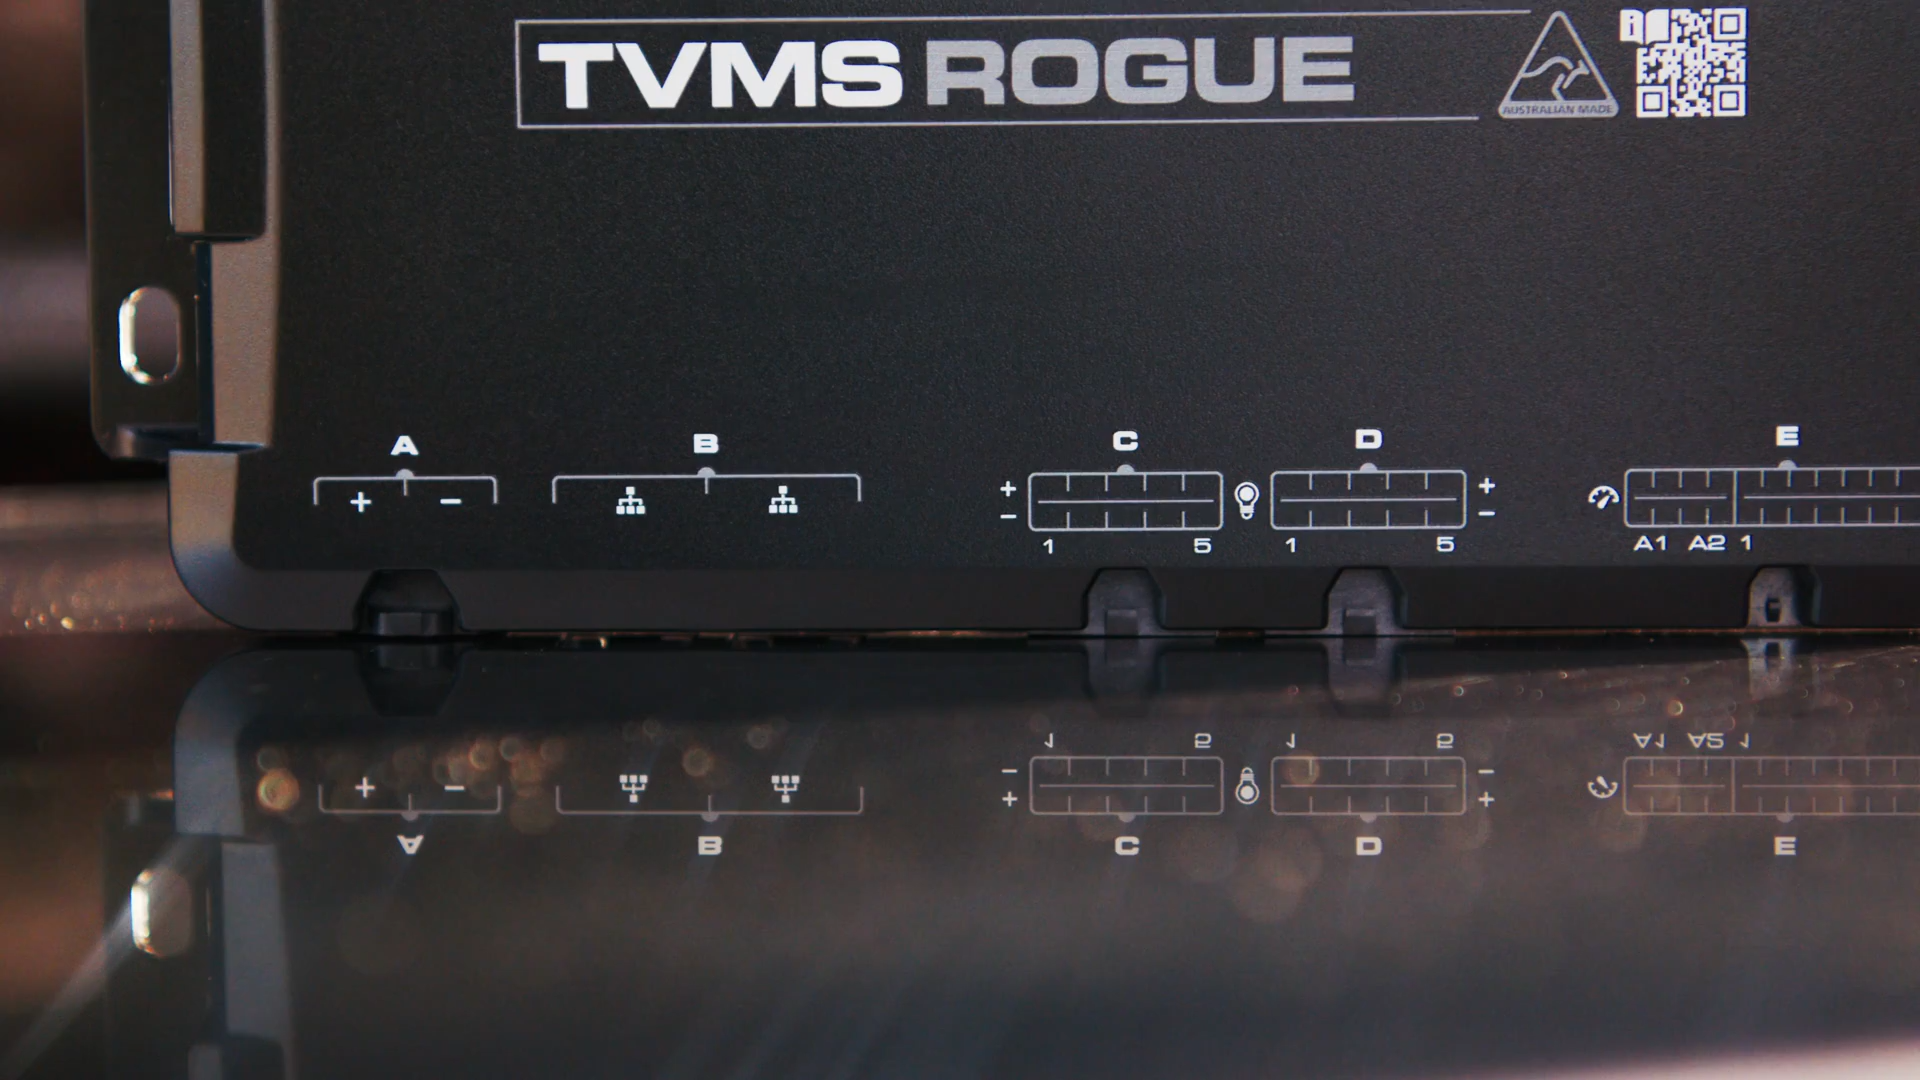 TVMS ROGUE
AUSTRALIAN MADE
A B C D E
+ − + − + −
1 5 1 5 A1 A2 1